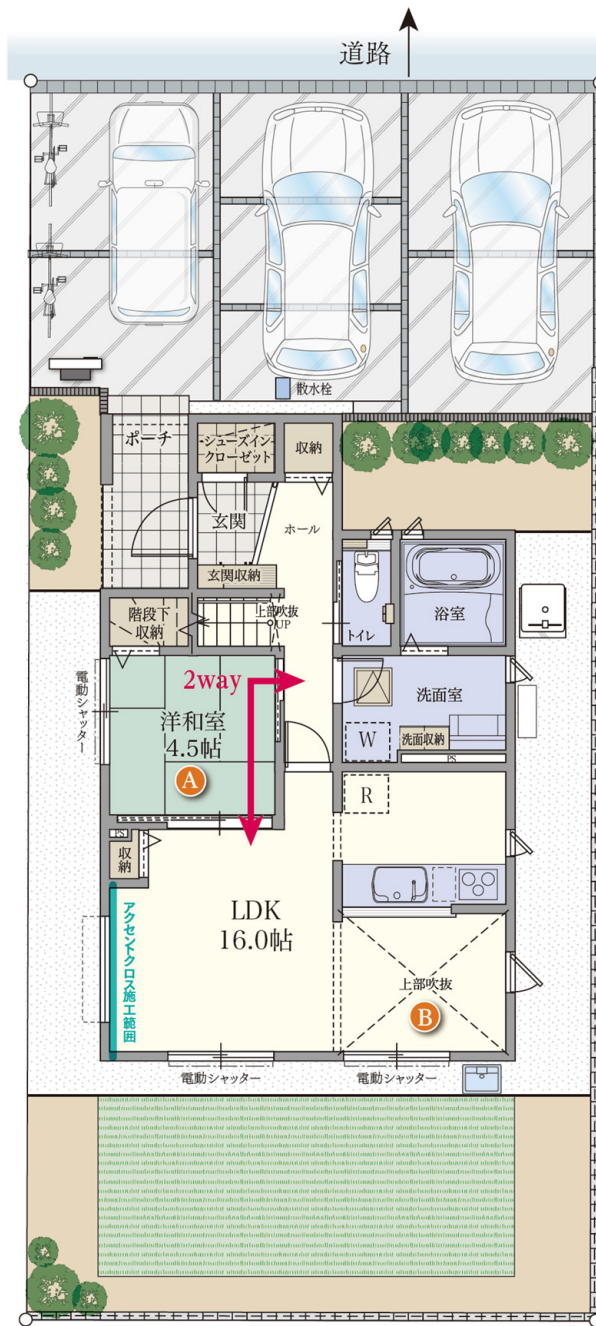 道路
散水栓
ポーチ
シューズイン
クローゼット
収納
玄関
ホール
玄関収納
階段下
収納
上部吹抜
UP
トイレ
浴室
電動シャッター
2way
洋和室
4.5帖
A
洗面室
W
洗面収納
PS
R
PS
収納
LDK
16.0帖
アクセントクロス施工範囲
上部吹抜
B
電動シャッター
電動シャッター